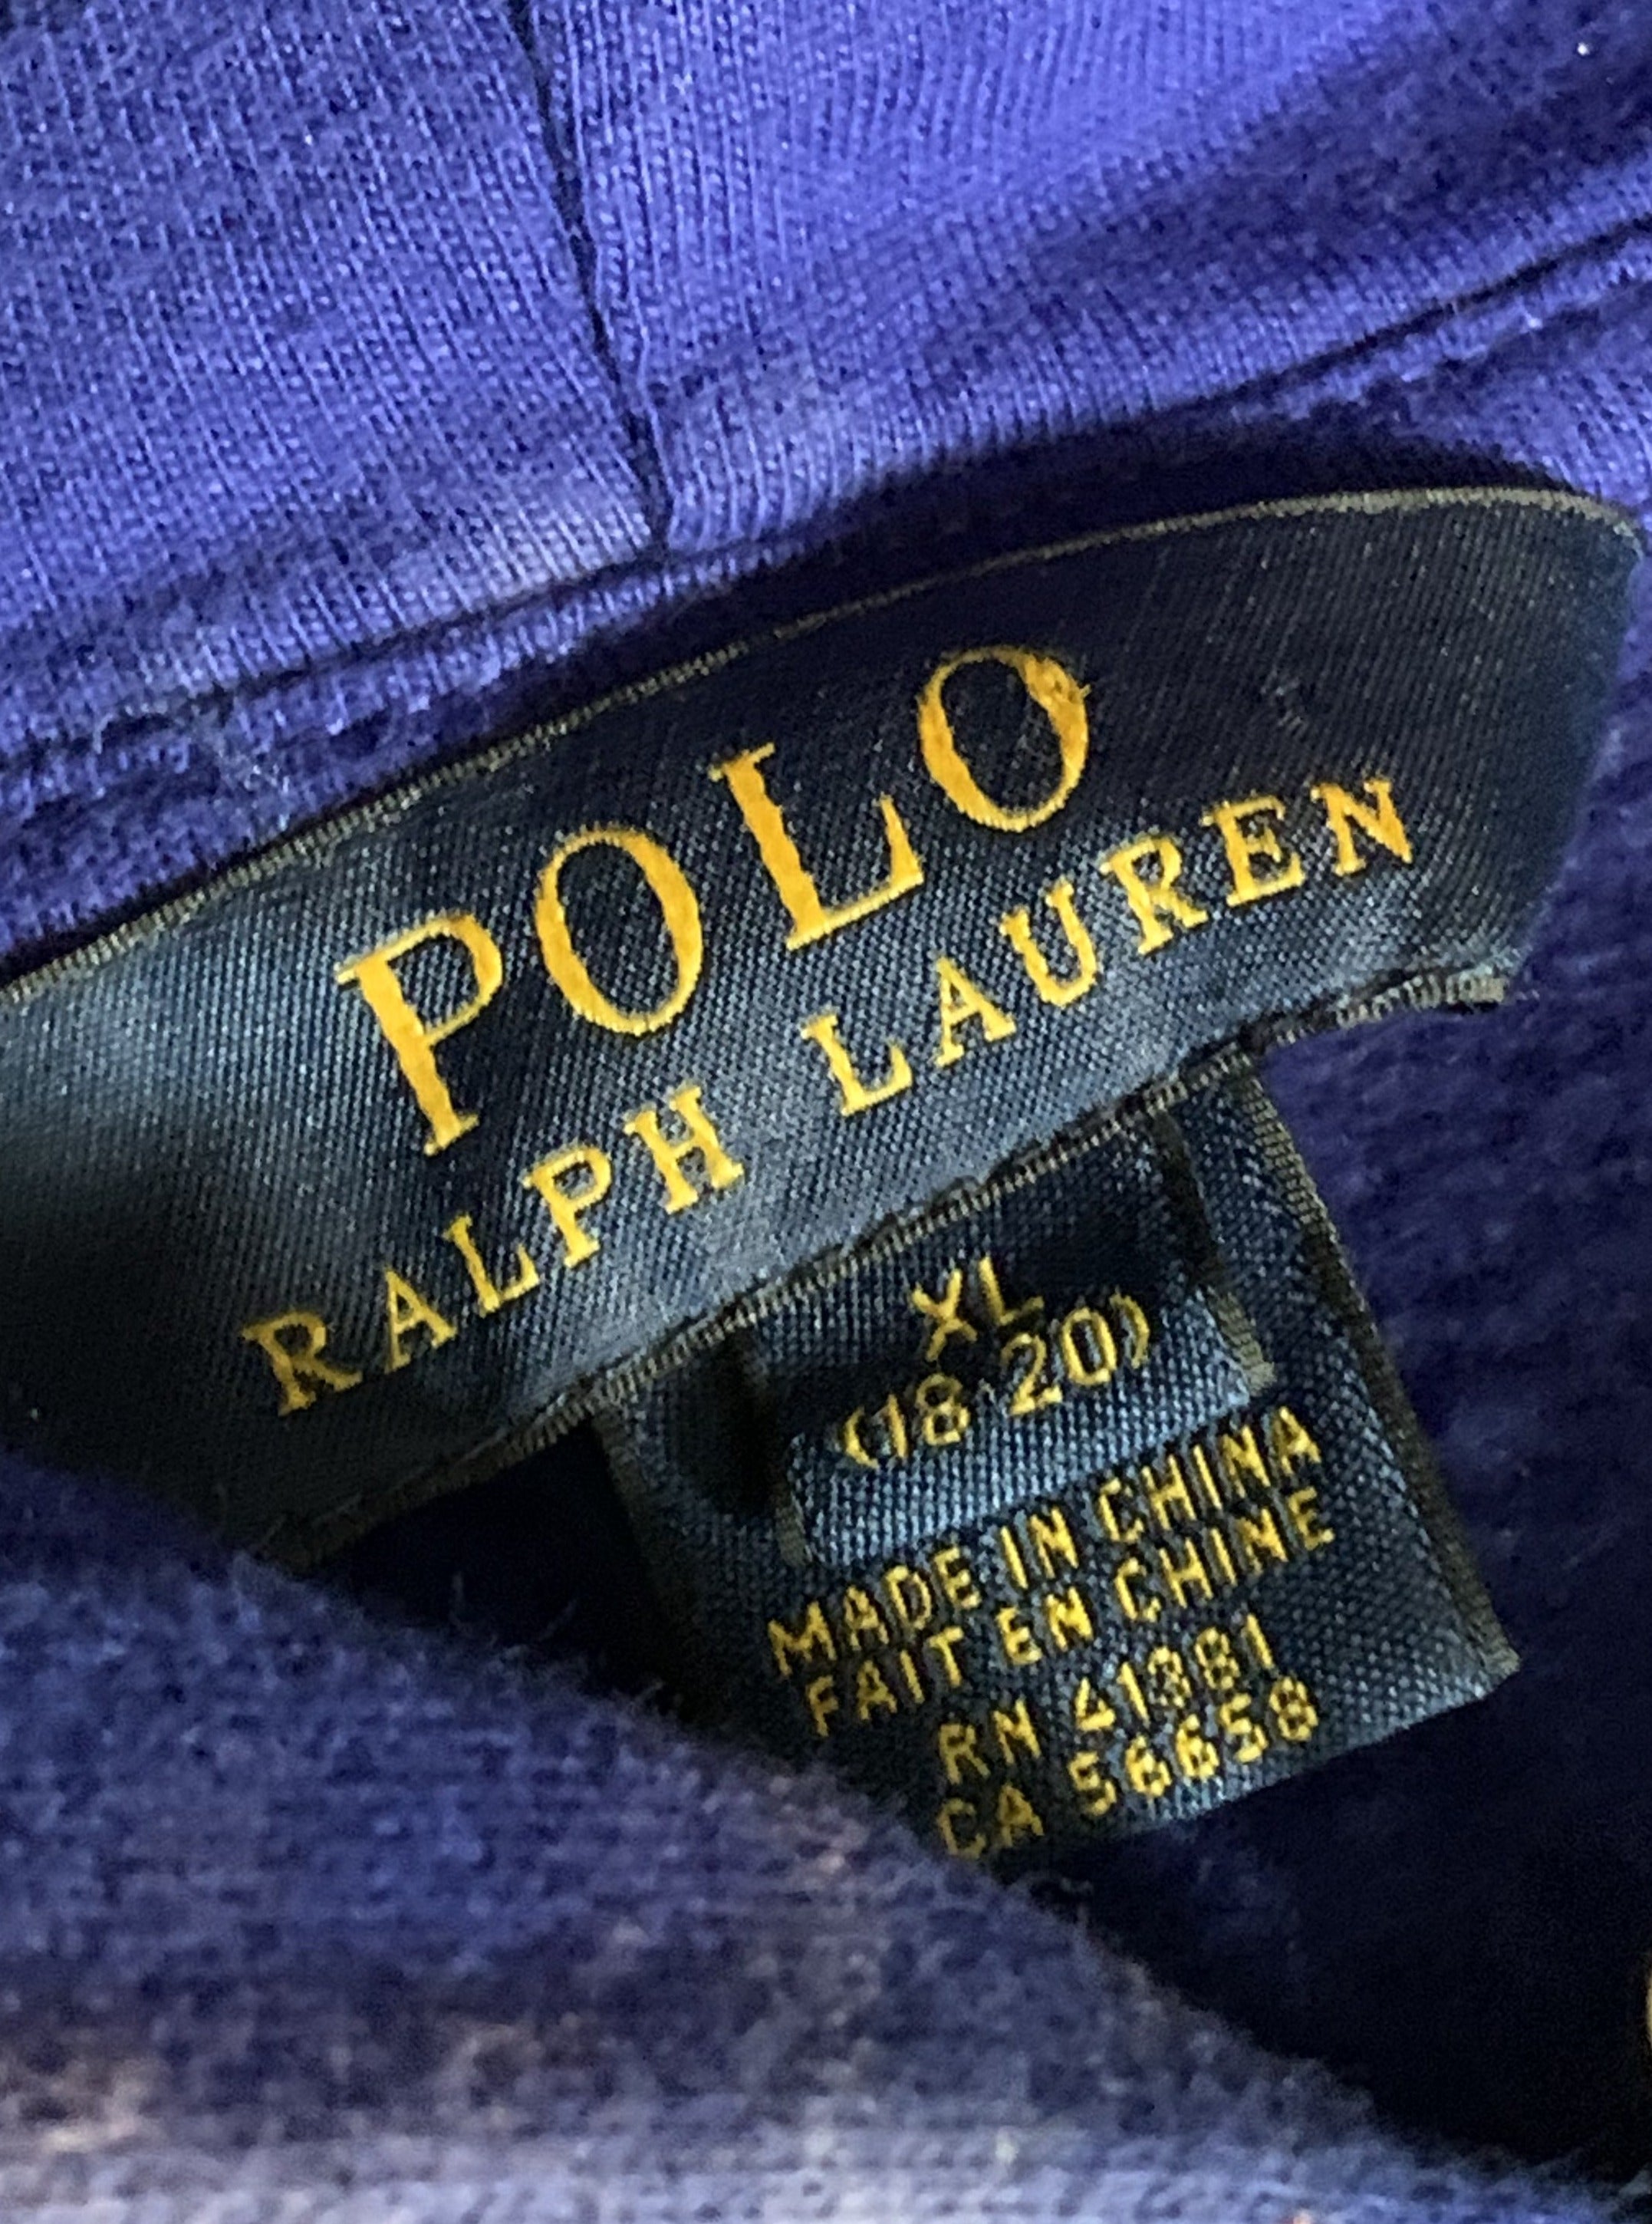 POLO
RALPH LAUREN
XL
(18-20)
MADE IN CHINA
FAIT EN CHINE
RN 41381
CA 56658